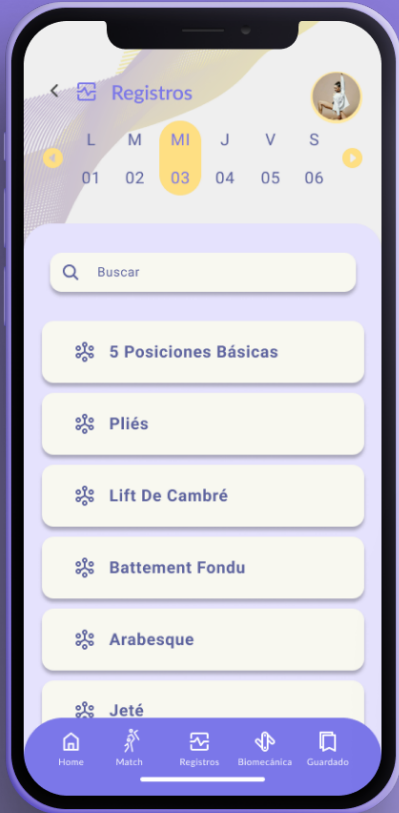 Registros
L M MI J V S
01 02 03 04 05 06
Buscar
5 Posiciones Básicas
Pliés
Lift De Cambré
Battement Fondu
Arabesque
Jeté
Home Match Registros Biomecánica Guardado